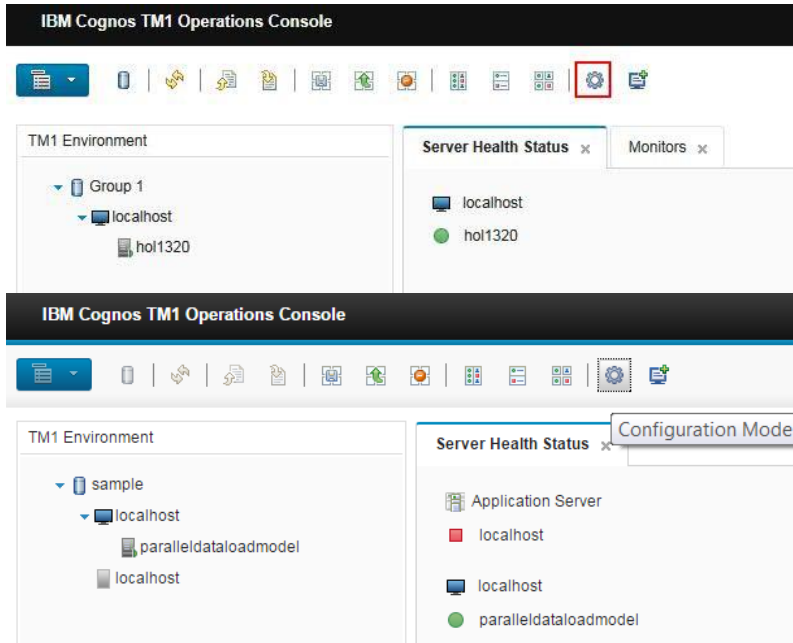 IBM Cognos TM1 Operations Console
TM1 Environment
Group 1
localhost
hol1320
Server Health Status
Monitors
localhost
hol1320
IBM Cognos TM1 Operations Console
Configuration Mode
TM1 Environment
sample
localhost
paralleldataloadmodel
localhost
Server Health Status
Application Server
localhost
localhost
paralleldataloadmodel